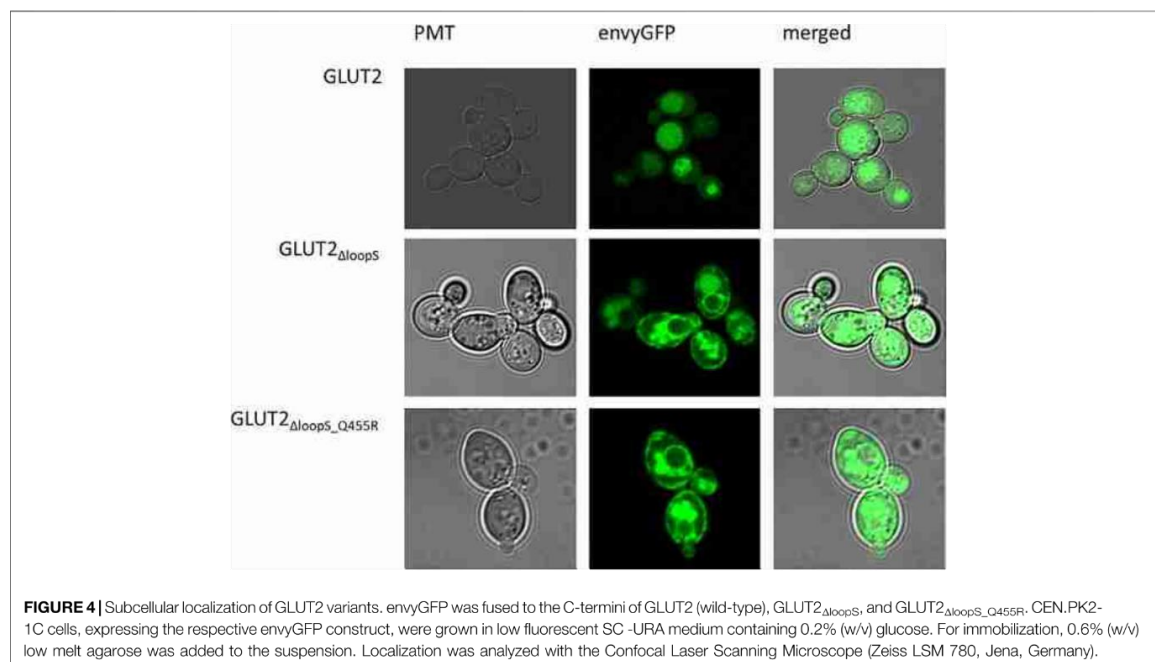 PMT envyGFP merged
GLUT2
GLUT2ΔloopS
GLUT2ΔloopS_Q455R
FIGURE 4 | Subcellular localization of GLUT2 variants. envyGFP was fused to the C-termini of GLUT2 (wild-type), GLUT2ΔloopS, and GLUT2ΔloopS_Q455R. CEN.PK2-
1C cells, expressing the respective envyGFP construct, were grown in low fluorescent SC -URA medium containing 0.2% (w/v) glucose. For immobilization, 0.6% (w/v)
low melt agarose was added to the suspension. Localization was analyzed with the Confocal Laser Scanning Microscope (Zeiss LSM 780, Jena, Germany).